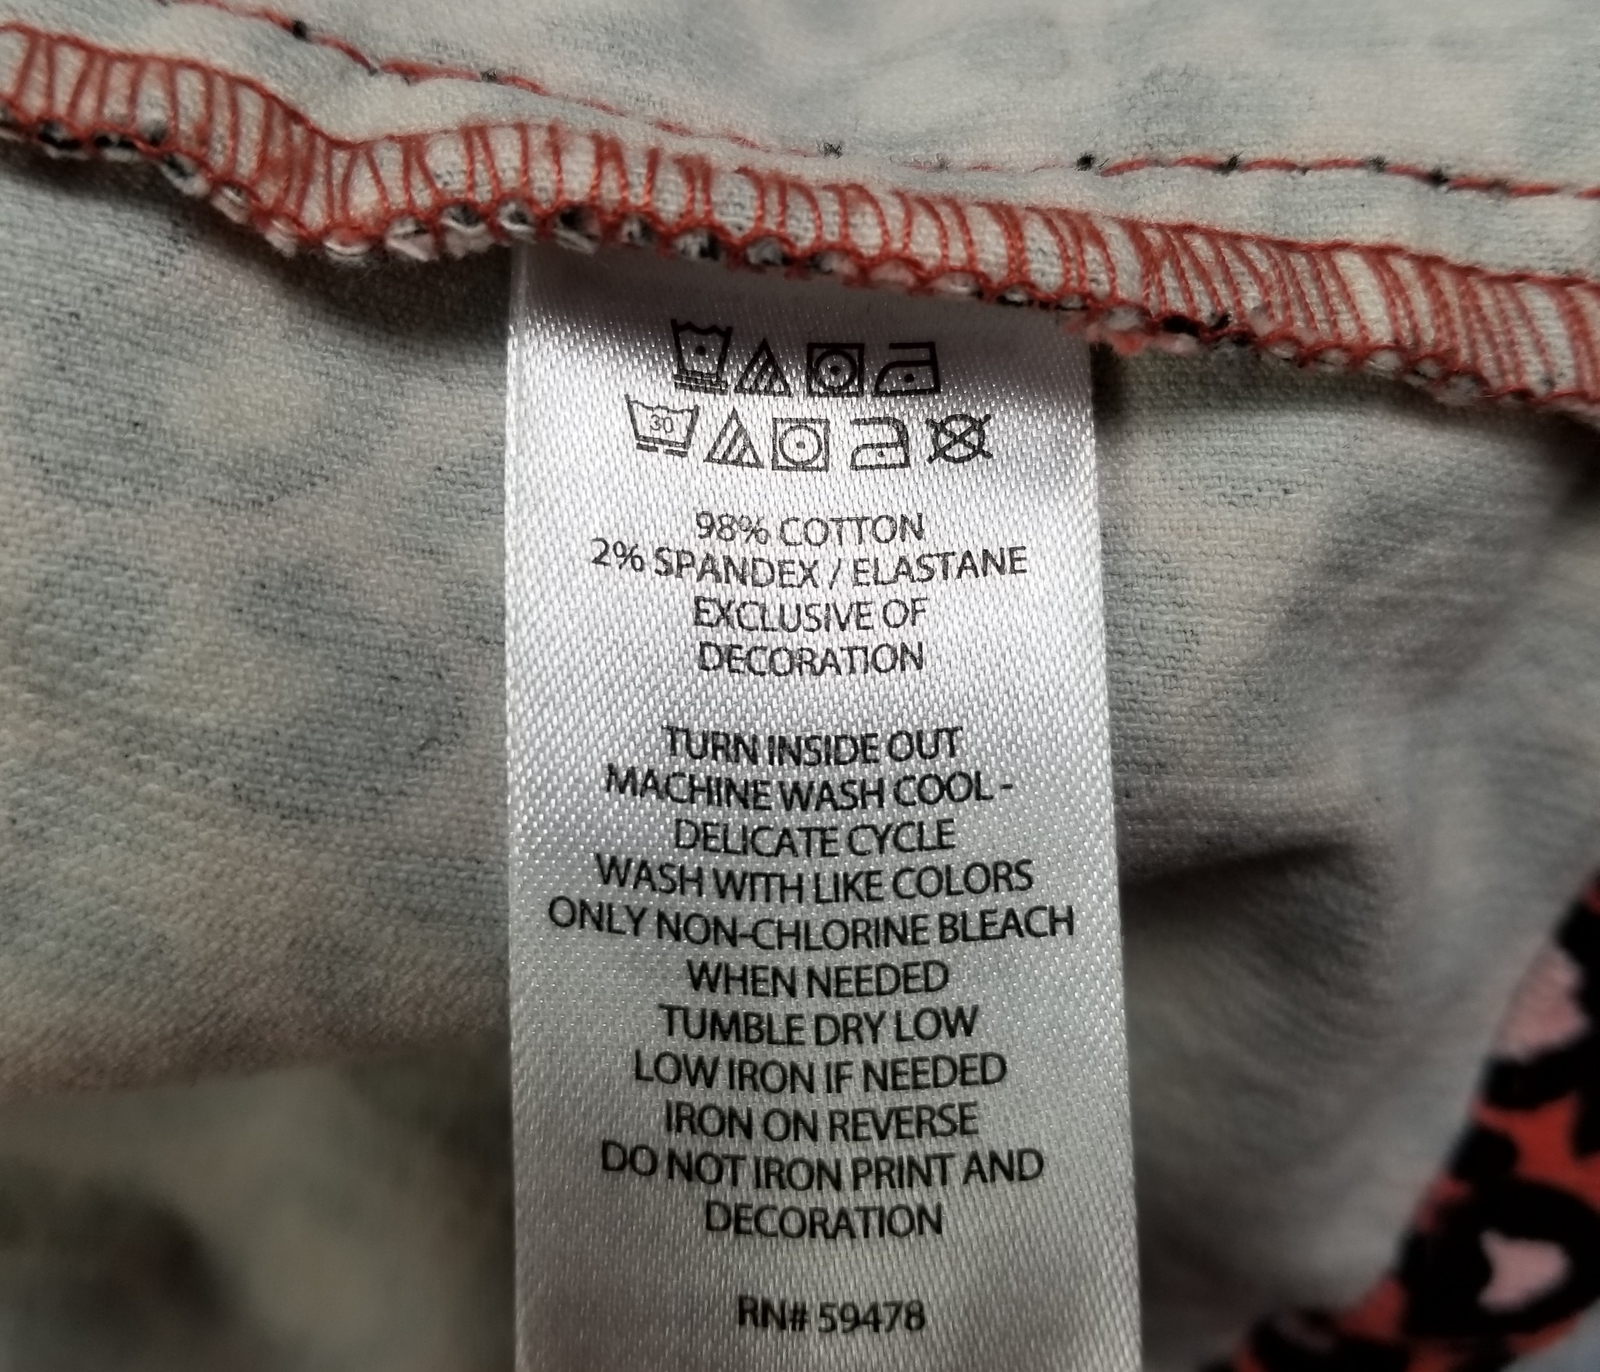 30
98% COTTON
2% SPANDEX / ELASTANE
EXCLUSIVE OF
DECORATION
TURN INSIDE OUT
MACHINE WASH COOL -
DELICATE CYCLE
WASH WITH LIKE COLORS
ONLY NON-CHLORINE BLEACH
WHEN NEEDED
TUMBLE DRY LOW
LOW IRON IF NEEDED
IRON ON REVERSE
DO NOT IRON PRINT AND
DECORATION
RN# 59478